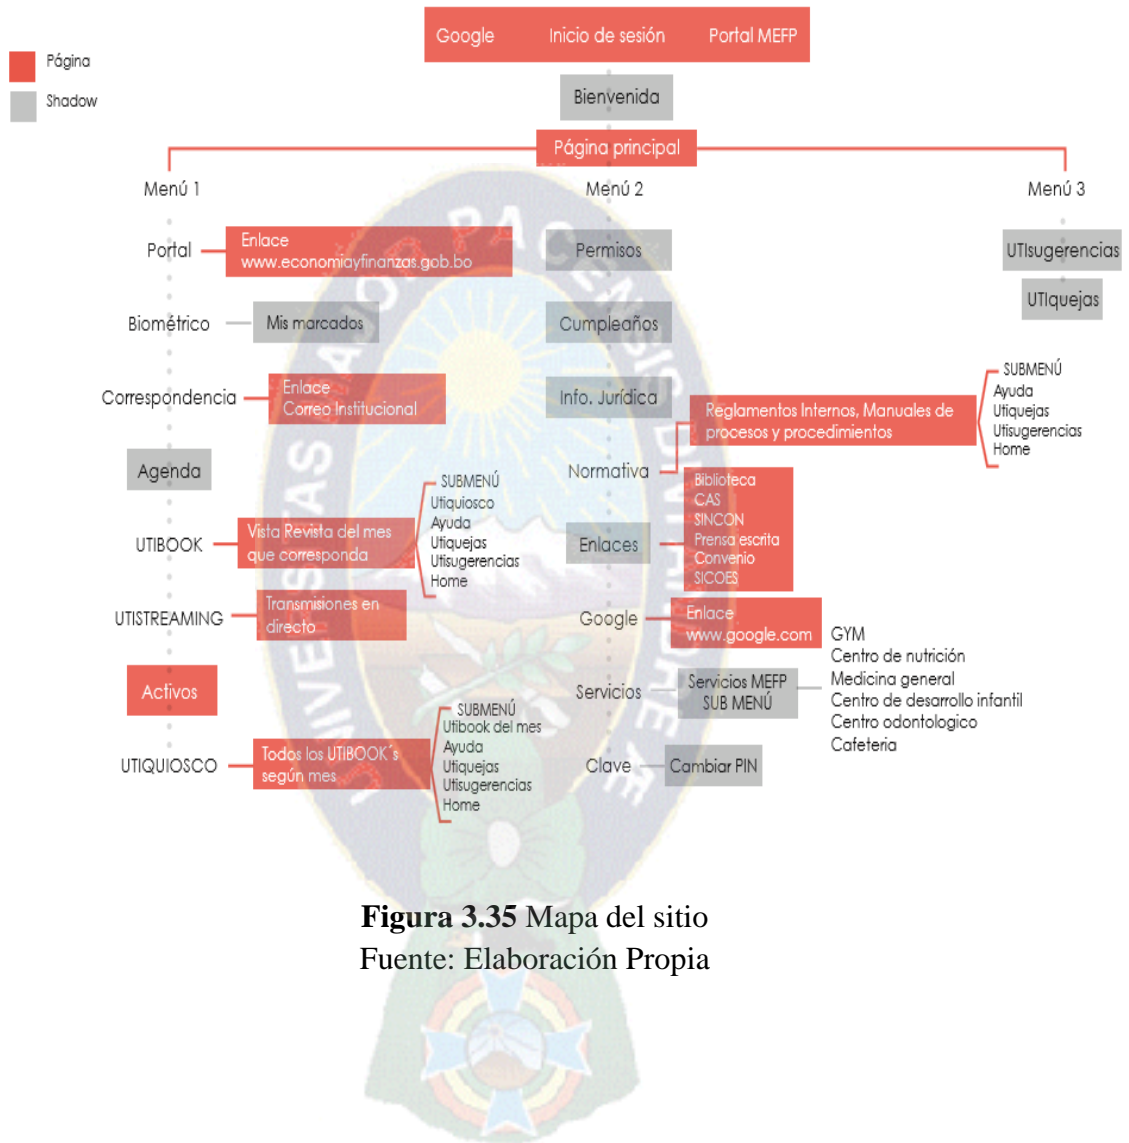 Google Inicio de sesión Portal MEFP
Página
Shadow
Bienvenida
Página principal
Menú 1
Portal
Enlace
www.economiayfinanzas.gob.bo
Biométrico
Mis marcados
Correspondencia
Enlace
Correo Institucional
Agenda
UTIBOOK
Vista Revista del mes
que corresponda
SUBMENÚ
Utiquiosco
Ayuda
Utiquejas
Utisugerencias
Home
UTISTREAMING
Transmisiones en
directo
Activos
UTIQUIOSCO
Todos los UTIBOOK´s
según mes
SUBMENÚ
Utibook del mes
Ayuda
Utiquejas
Utisugerencias
Home
Menú 2
Permisos
Cumpleaños
Info. Jurídica
Normativa
Reglamentos Internos, Manuales de
procesos y procedimientos
SUBMENÚ
Ayuda
Utiquejas
Utisugerencias
Home
Enlaces
Biblioteca
CAS
SINCON
Prensa escrita
Convenio
SICOES
Google
Enlace
www.google.com
Servicios
Servicios MEFP
SUB MENÚ
GYM
Centro de nutrición
Medicina general
Centro de desarrollo infantil
Centro odontologico
Cafeteria
Clave
Cambiar PIN
Menú 3
UTIsugerencias
UTIquejas
UNIVERSITAS MAJOR PACENSIS DIVI ANDREAE
Figura 3.35 Mapa del sitio
Fuente: Elaboración Propia